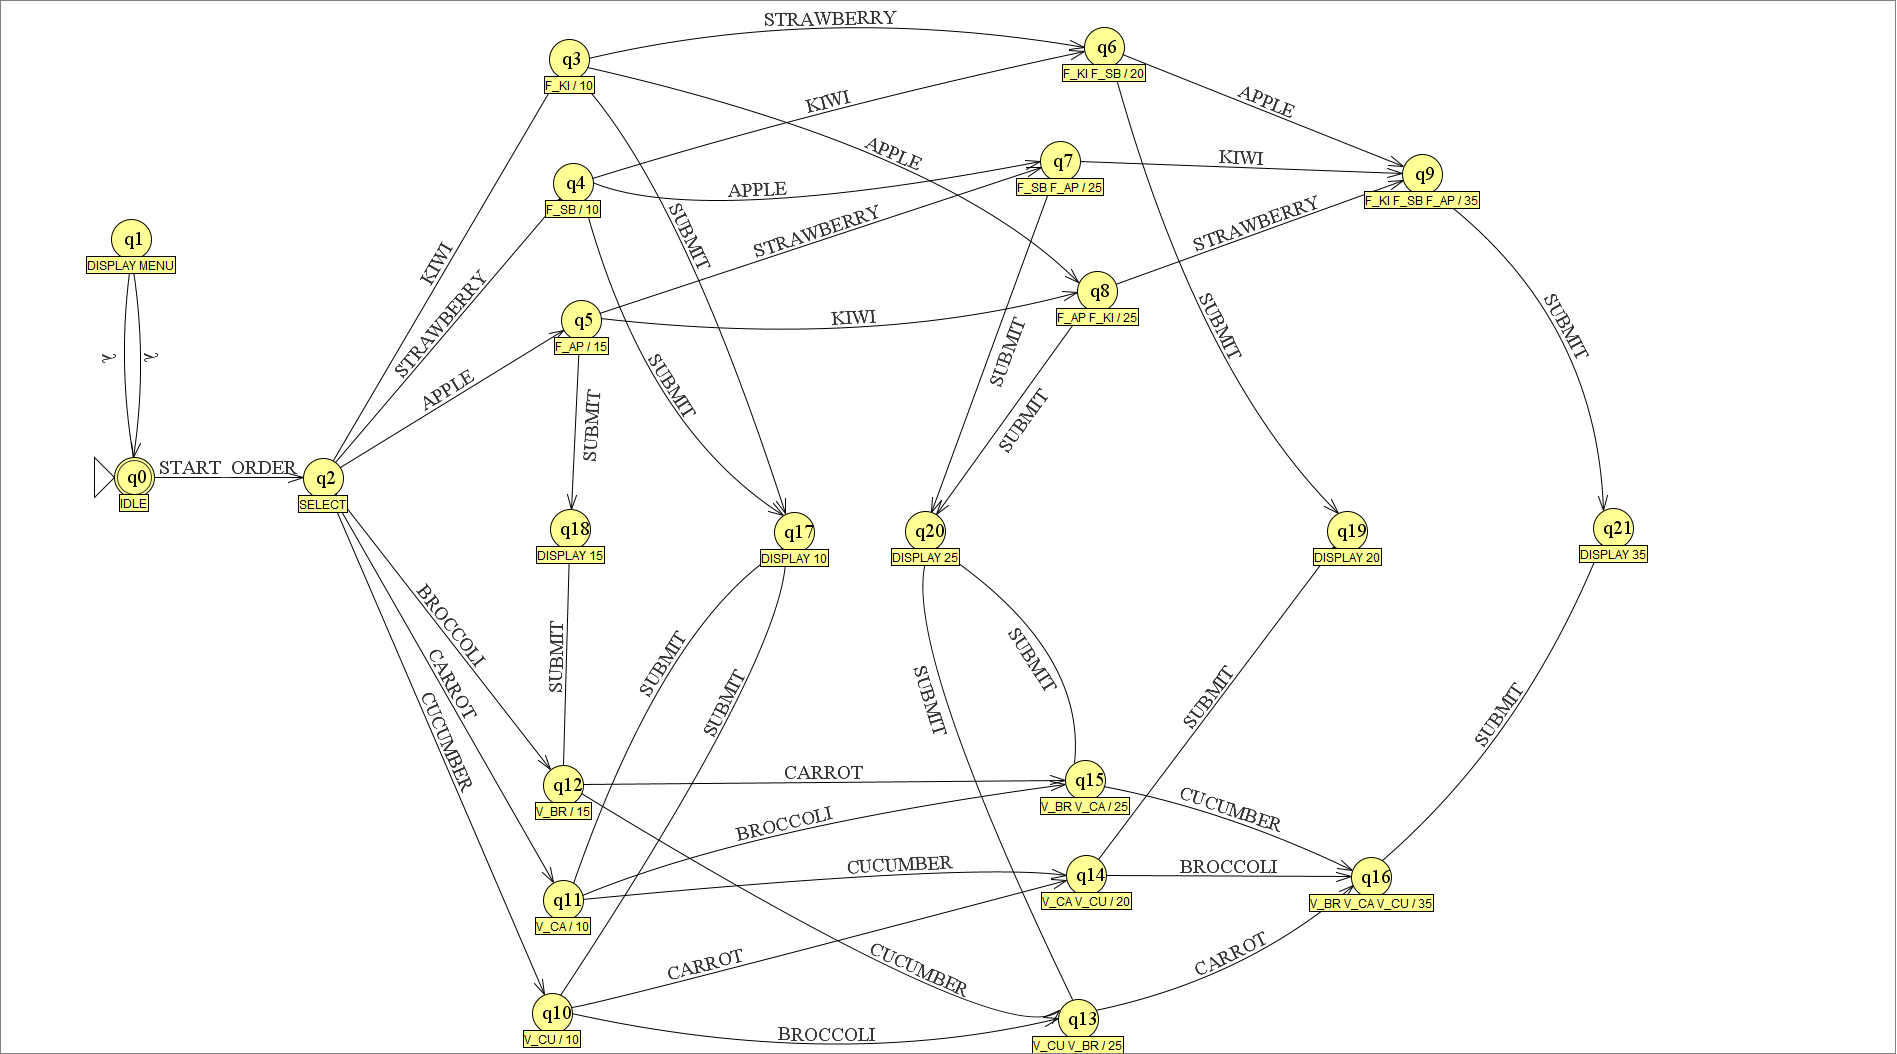 STRAWBERRY
q3
F_KI / 10
q6
F_KI F_SB / 20
KIWI
APPLE
APPLE
q4
F_SB / 10
APPLE
q7
F_SB F_AP / 25
KIWI
q9
F_KI F_SB F_AP / 35
STRAWBERRY
STRAWBERRY
SUBMIT
q1
DISPLAY MENU
KIWI
STRAWBERRY
q5
F_AP / 15
KIWI
q8
F_AP F_KI / 25
SUBMIT
SUBMIT
λ
λ
APPLE
SUBMIT
SUBMIT
SUBMIT
SUBMIT
q0
IDLE
START_ORDER
q2
SELECT
q18
DISPLAY 15
q17
DISPLAY 10
q20
DISPLAY 25
q19
DISPLAY 20
q21
DISPLAY 35
BROCCOLI
CARROT
CUCUMBER
SUBMIT
SUBMIT
SUBMIT
SUBMIT
SUBMIT
SUBMIT
SUBMIT
q12
V_BR / 15
CARROT
q15
V_BR V_CA / 25
CUCUMBER
BROCCOLI
q11
V_CA / 10
CUCUMBER
q14
V_CA V_CU / 20
BROCCOLI
q16
V_BR V_CA V_CU / 35
CARROT
CUCUMBER
CARROT
q10
V_CU / 10
BROCCOLI
q13
V_CU V_BR / 25